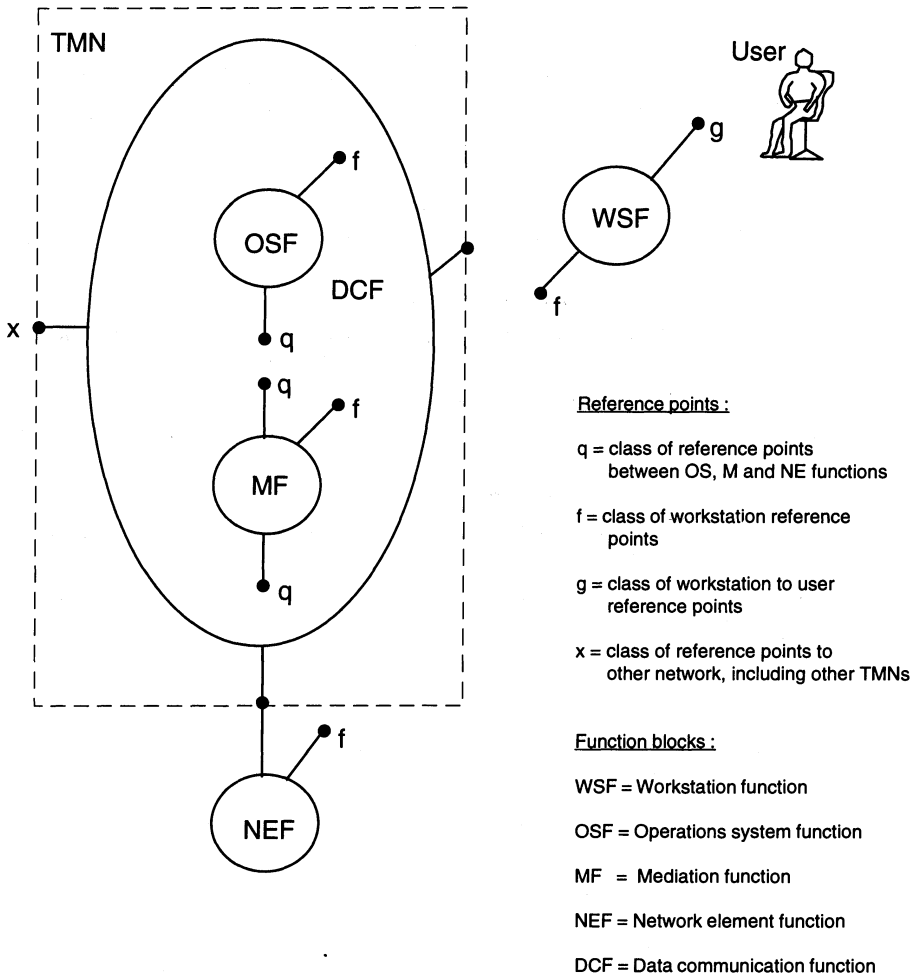 TMN
User
f
g
OSF
WSF
DCF
f
x
q
q
f
MF
q
f
NEF
Reference points :
q = class of reference points
between OS, M and NE functions
f = class of workstation reference
points
g = class of workstation to user
reference points
x = class of reference points to
other network, including other TMNs
Function blocks :
WSF = Workstation function
OSF = Operations system function
MF = Mediation function
NEF = Network element function
DCF = Data communication function